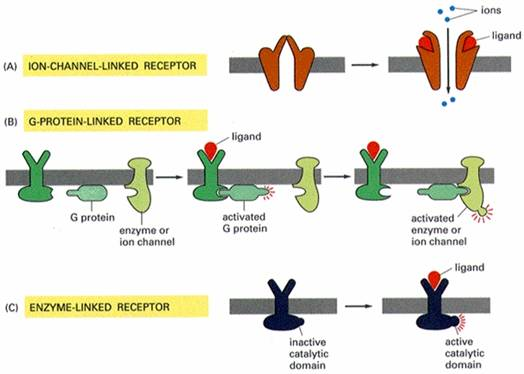 ions
ligand
(A) ION-CHANNEL-LINKED RECEPTOR
(B) G-PROTEIN-LINKED RECEPTOR
ligand
G protein
enzyme or
ion channel
activated
G protein
activated
enzyme or
ion channel
ligand
(C) ENZYME-LINKED RECEPTOR
inactive
catalytic
domain
active
catalytic
domain